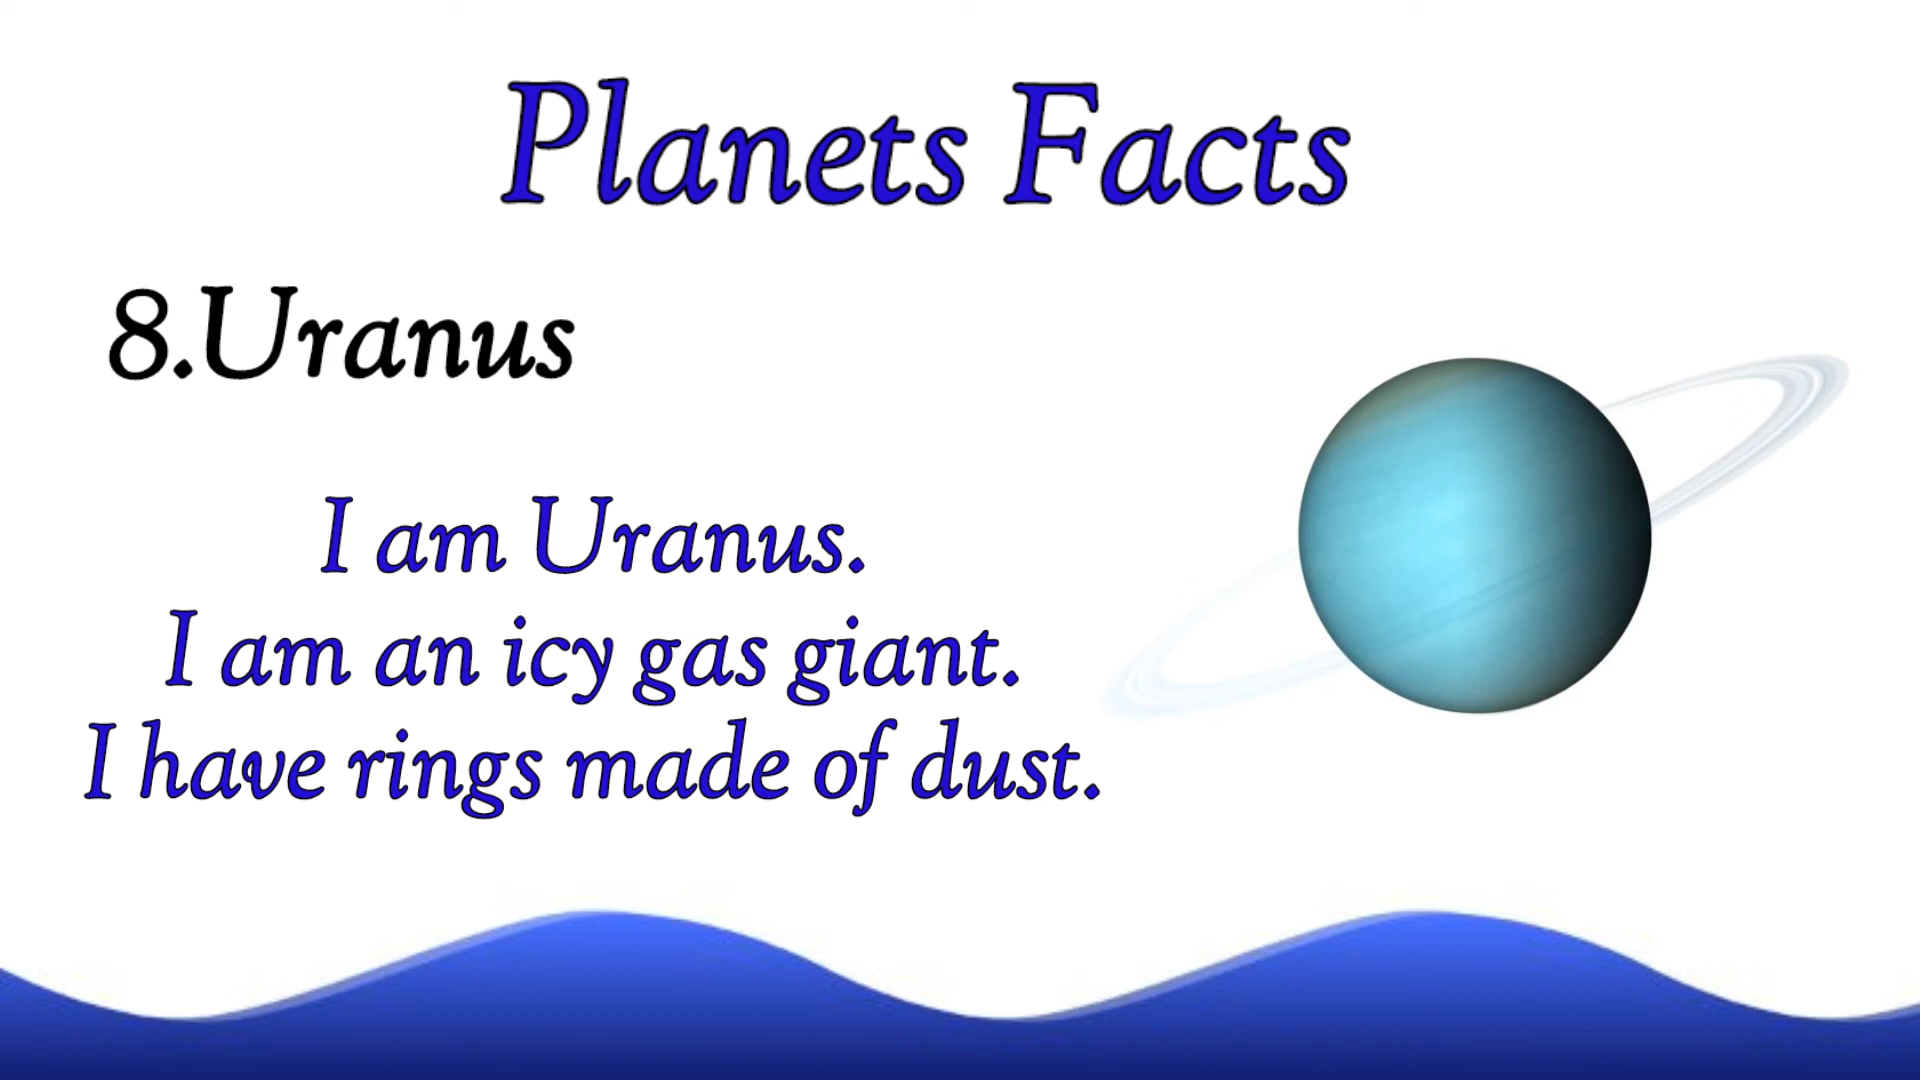 Planets Facts
8.Uranus
I am Uranus.
I am an icy gas giant.
I have rings made of dust.